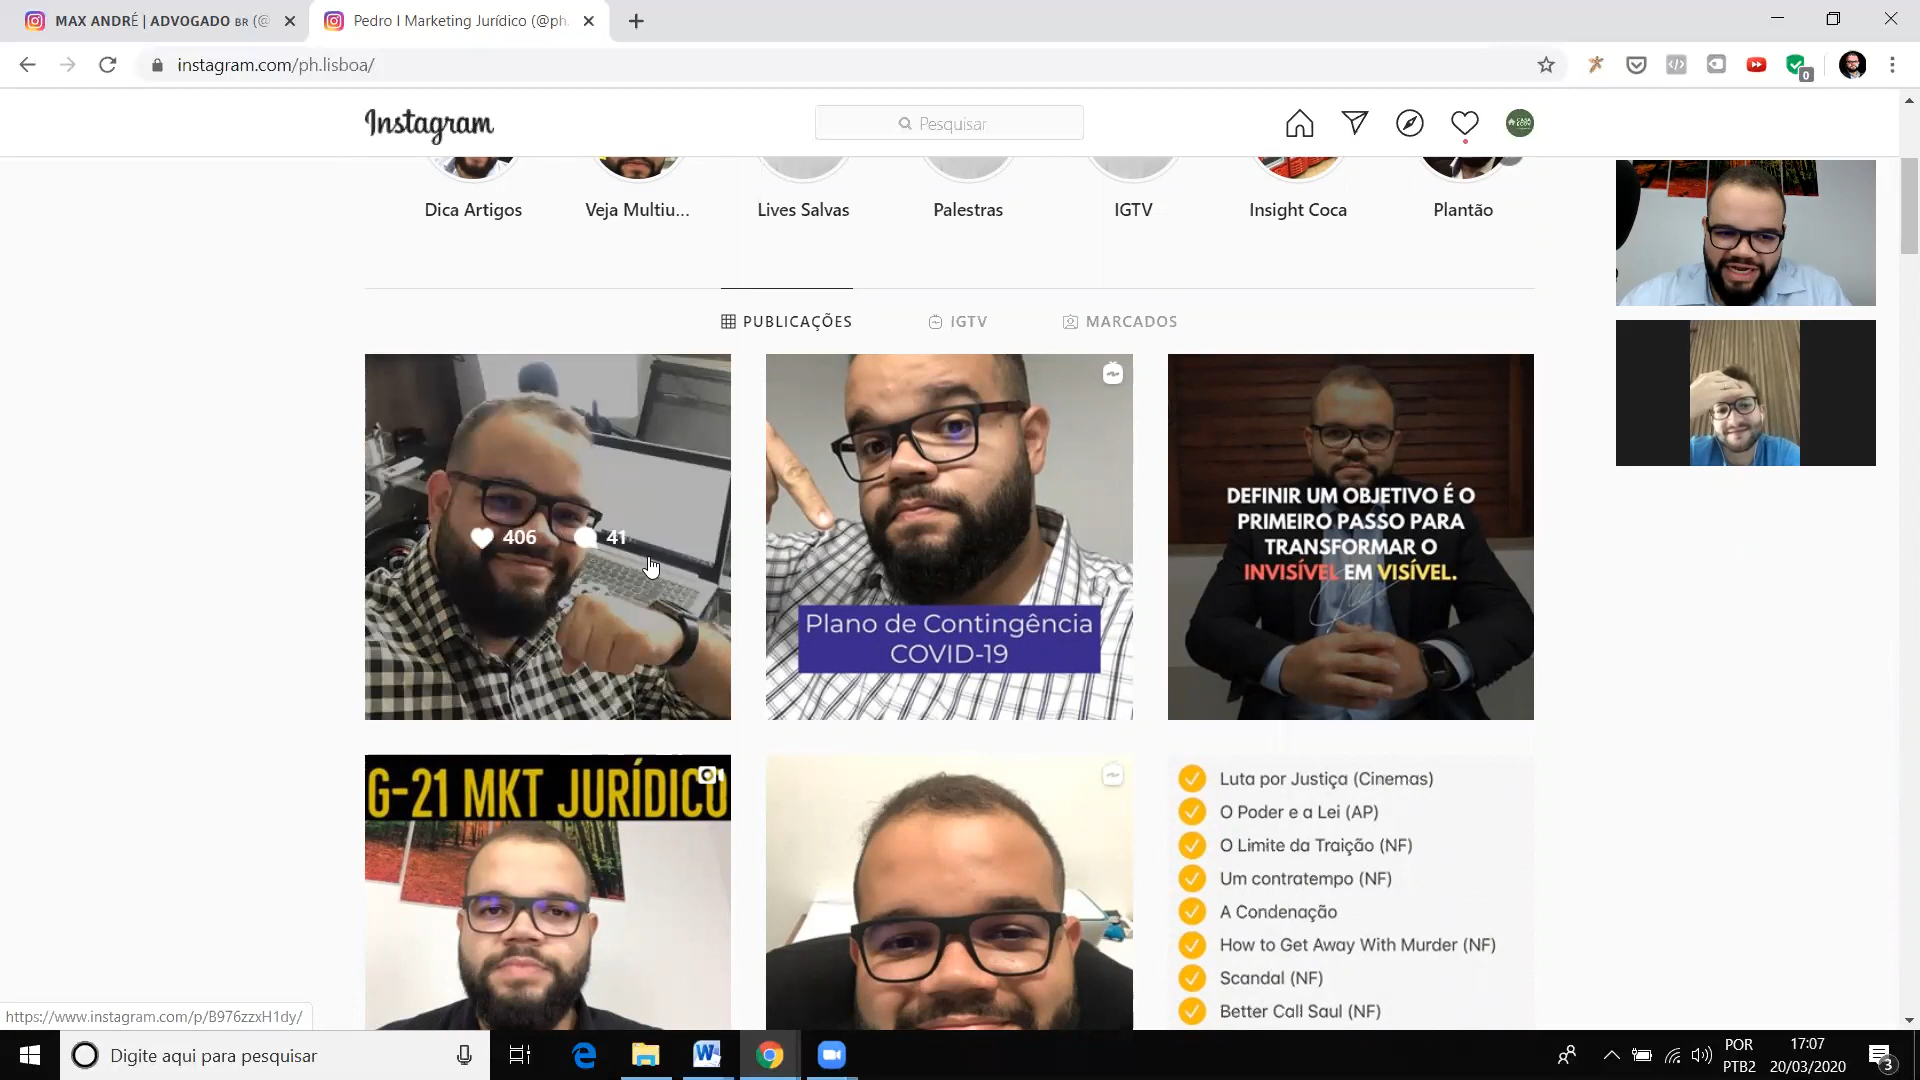 MAX ANDRÉ | ADVOGADO BR (@
Pedro I Marketing Jurídico (@ph.
instagram.com/ph.lisboa/
0
Instagram
Pesquisar
Dica Artigos
Veja Multiu...
Lives Salvas
Palestras
IGTV
Insight Coca
Plantão
PUBLICAÇÕES
IGTV
MARCADOS
406
41
Plano de Contingência
COVID-19
DEFINIR UM OBJETIVO É O
PRIMEIRO PASSO PARA
TRANSFORMAR O
INVISÍVEL EM VISÍVEL.
G-21 MKT JURÍDICO
Luta por Justiça (Cinemas)
O Poder e a Lei (AP)
O Limite da Traição (NF)
Um contratempo (NF)
A Condenação
How to Get Away With Murder (NF)
Scandal (NF)
Better Call Saul (NF)
https://www.instagram.com/p/B976zzxH1dy/
Digite aqui para pesquisar
POR
PTB2
17:07
20/03/2020
3